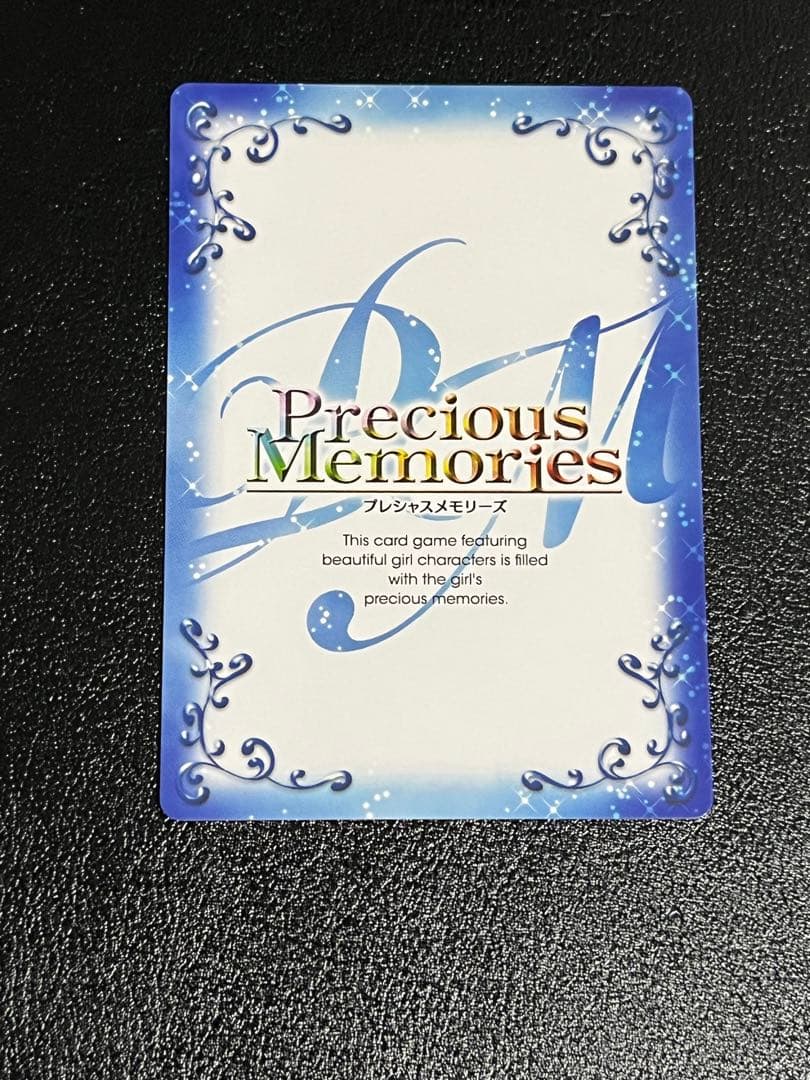 PM
Precious
Memories
プレシャスメモリーズ
This card game featuring
beautiful girl characters is filled
with the girl's
precious memories.